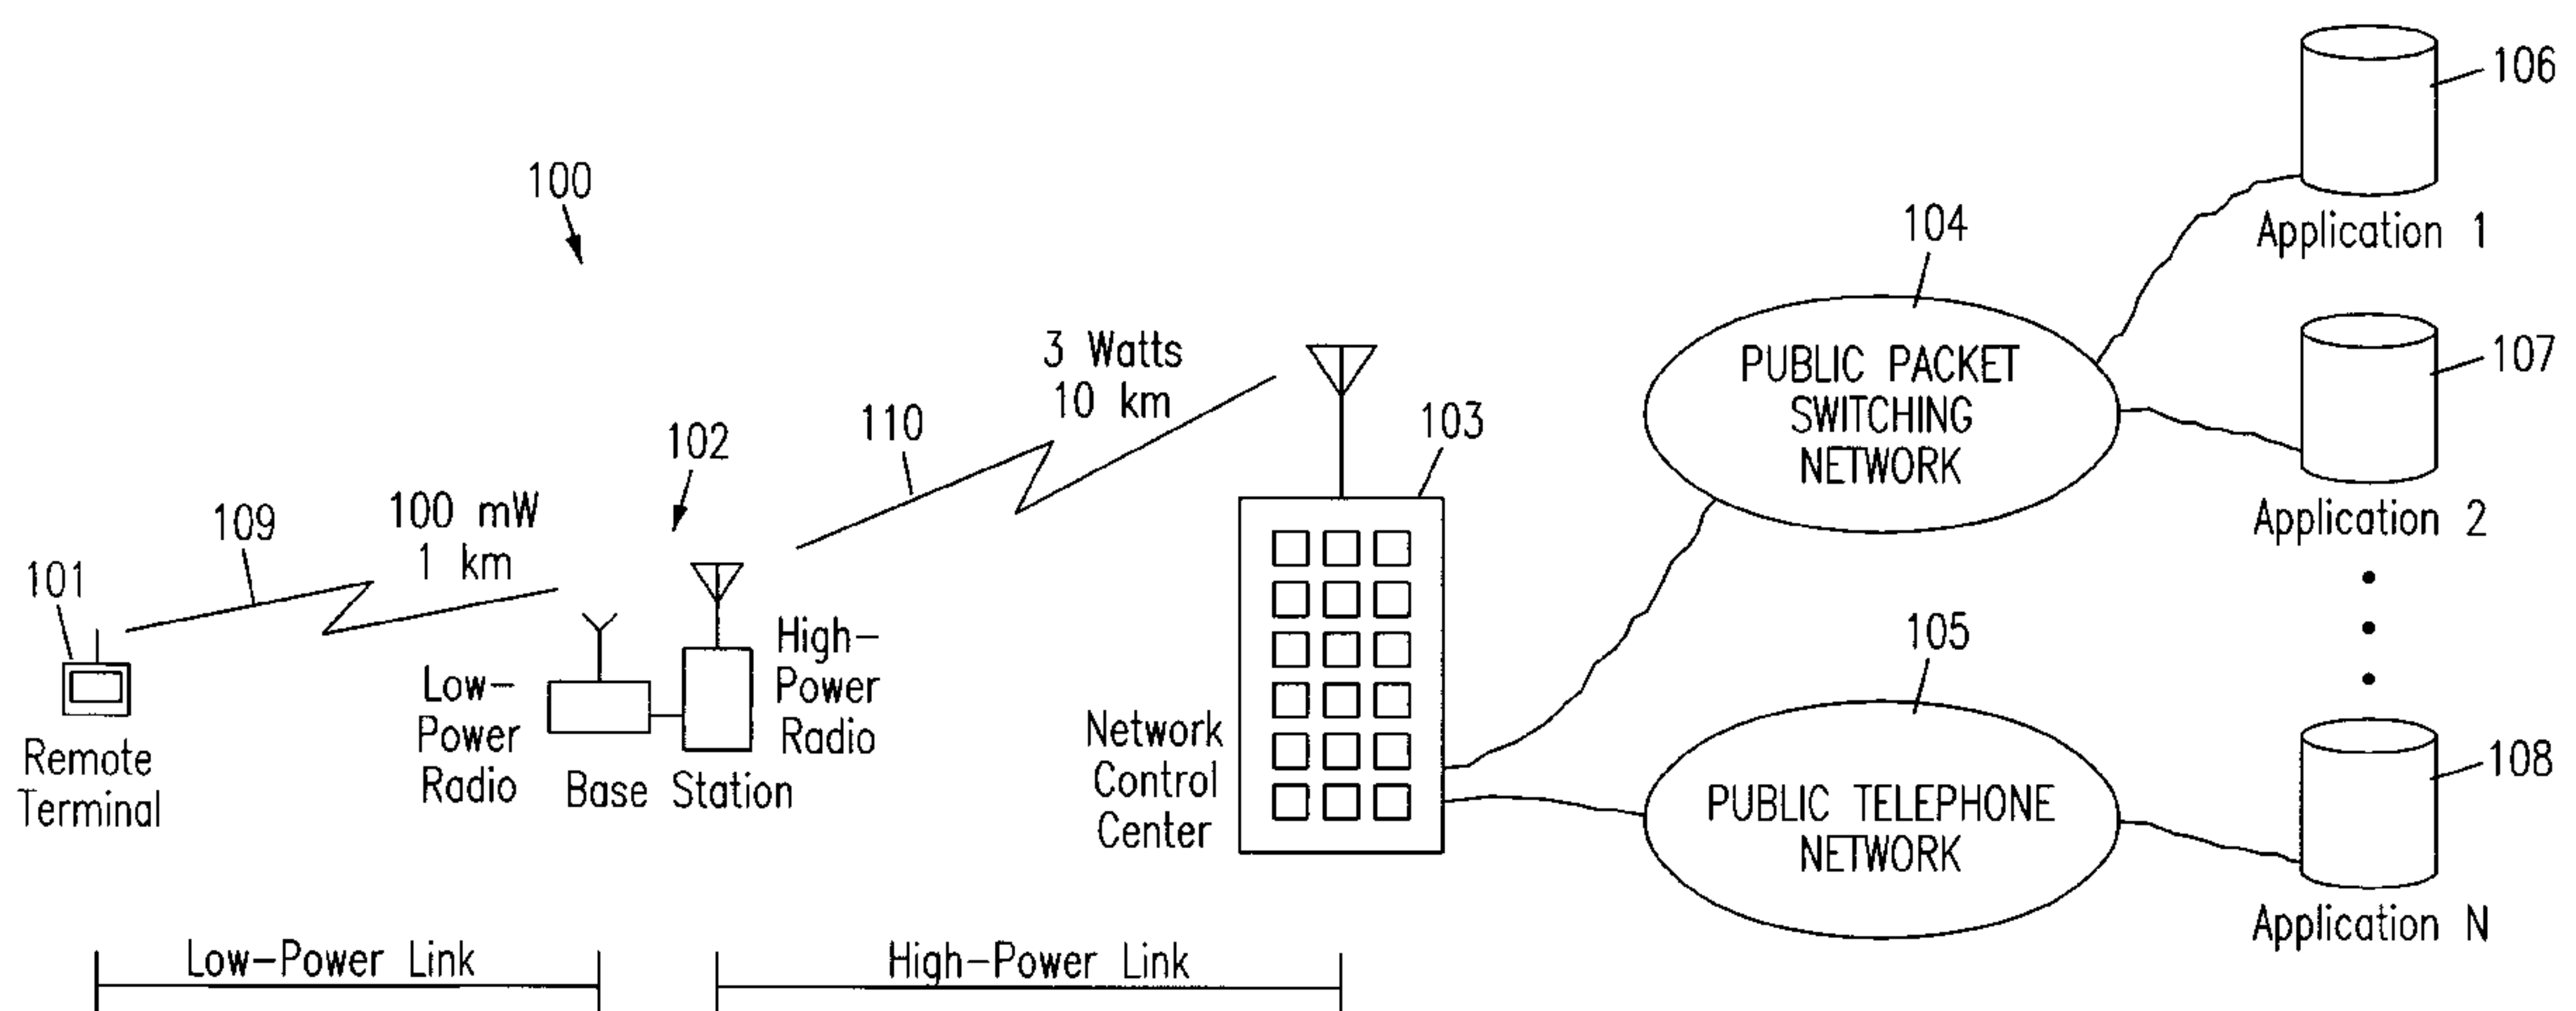 100
101
Remote
Terminal
109
100 mW
1 km
102
Low-
Power
Radio
High-
Power
Radio
Base Station
110
3 Watts
10 km
103
Network
Control
Center
104
PUBLIC PACKET
SWITCHING
NETWORK
105
PUBLIC TELEPHONE
NETWORK
106
Application 1
107
Application 2
108
Application N
Low-Power Link
High-Power Link